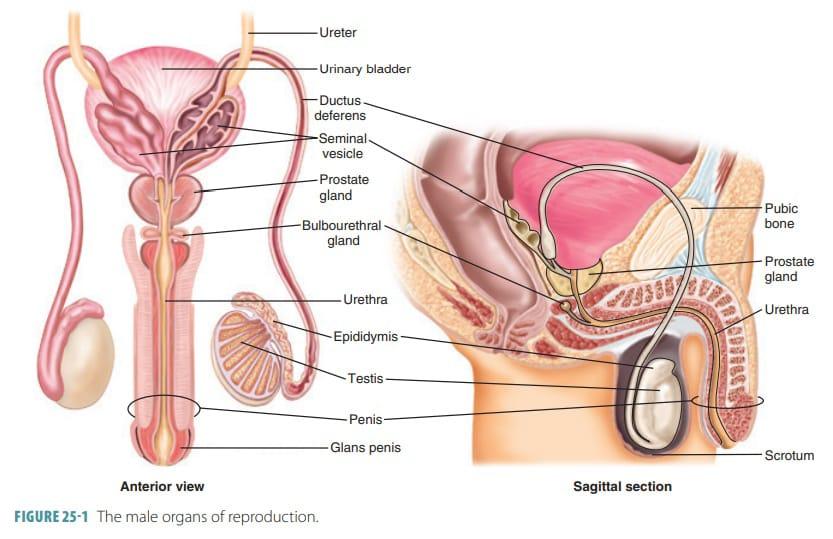 Ureter
Urinary bladder
Ductus
deferens
Seminal
vesicle
Prostate
gland
Bulbourethral
gland
Urethra
Epididymis
Testis
Penis
Glans penis
Pubic
bone
Prostate
gland
Urethra
Scrotum
Anterior view
Sagittal section
FIGURE 25-1 The male organs of reproduction.